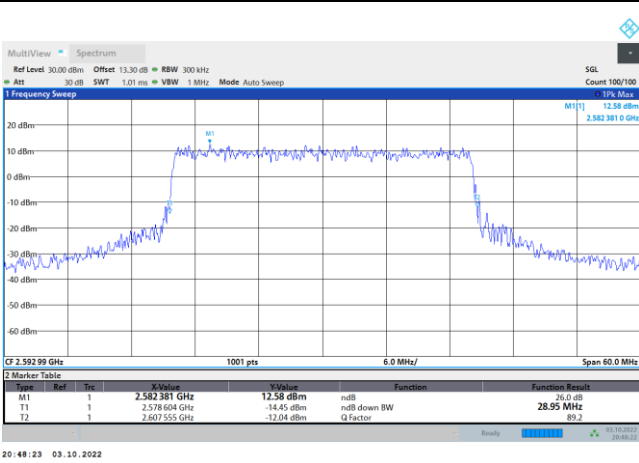 MultiView Spectrum
Ref Level 30.00 dBm Offset 13.30 dB RBW 300 kHz SGL
Att 30 dB SWT 1.01 ms VBW 1 MHz Mode Auto Sweep Count 100/100
1 Frequency Sweep 1Pk Max
M1[1] 12.58 dBm
2.582 381 0 GHz
M1
20 dBm
10 dBm
0 dBm
-10 dBm
-20 dBm
-30 dBm
-40 dBm
-50 dBm
-60 dBm
CF 2.592 99 GHz 1001 pts 6.0 MHz/ Span 60.0 MHz
2 Marker Table
Type Ref Trc X-Value Y-Value Function Function Result
M1 1 2.582 381 GHz 12.58 dBm ndB 26.0 dB
T1 1 2.578 604 GHz -14.45 dBm ndB down BW 28.95 MHz
T2 1 2.607 555 GHz -12.04 dBm Q Factor 89.2
Ready 03.10.2022
20:48:22
20:48:23 03.10.2022